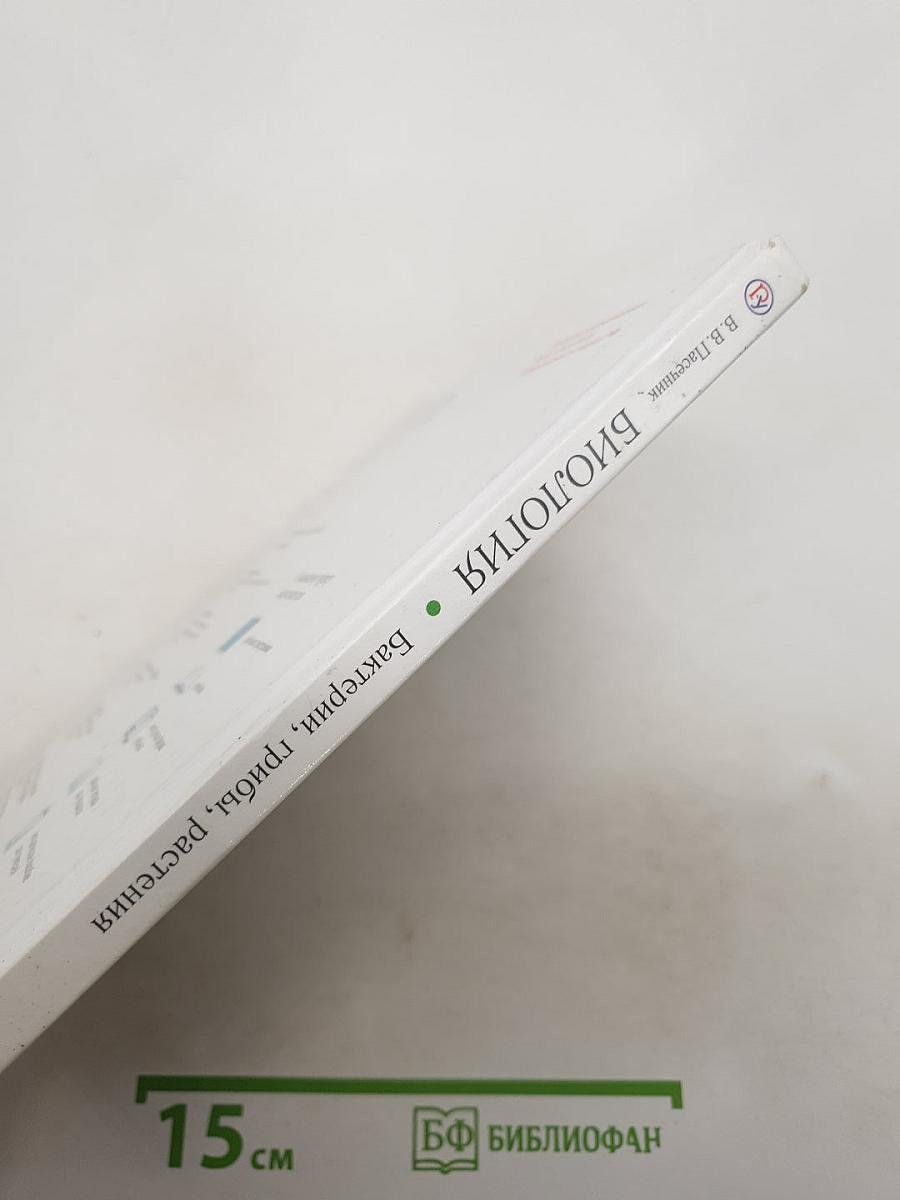 В. В. Пасечник
БИОЛОГИЯ • Бактерии, грибы, растения
15 см
БФ БИБЛИОФАН